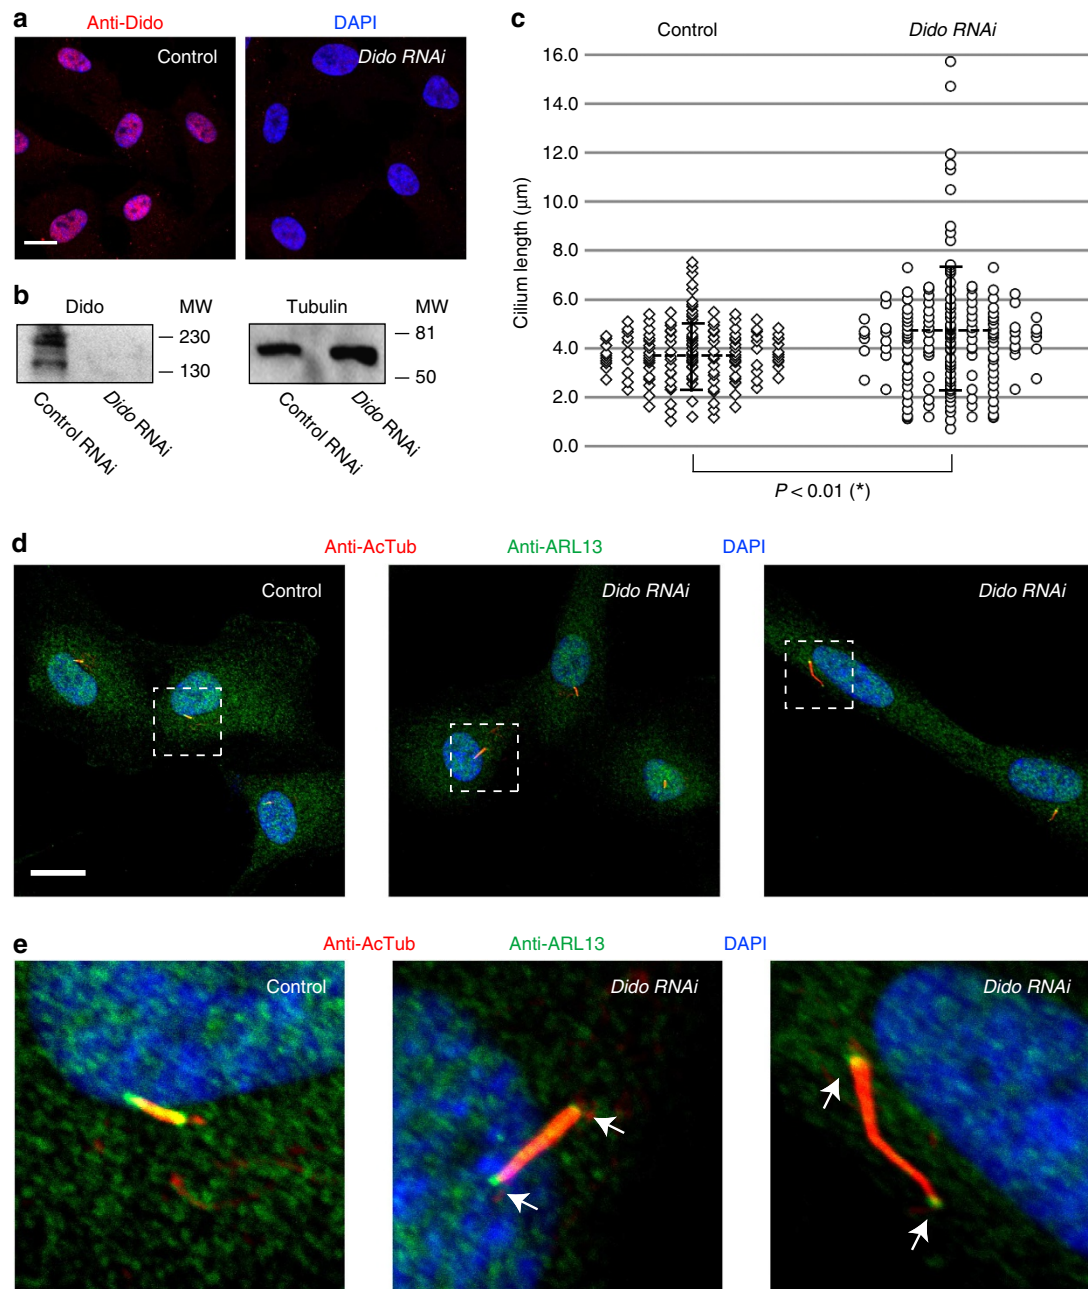 a
Anti-Dido DAPI
Control
Dido RNAi
b
Dido MW
230
130
Control RNAi
Dido RNAi
Tubulin MW
81
50
Control RNAi
Dido RNAi
c
Control Dido RNAi
Cilium length (μm)
16.0
14.0
12.0
10.0
8.0
6.0
4.0
2.0
0.0
P < 0.01 (*)
d
Anti-AcTub Anti-ARL13 DAPI
Control
Dido RNAi
Dido RNAi
e
Anti-AcTub Anti-ARL13 DAPI
Control
Dido RNAi
Dido RNAi